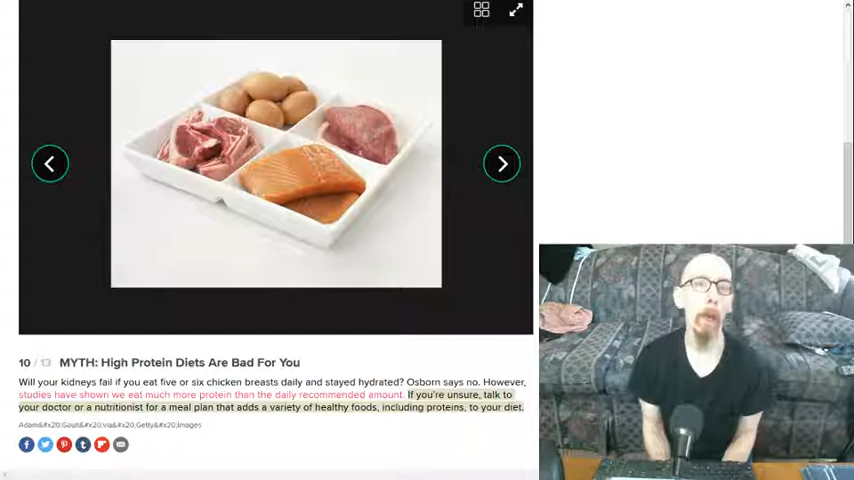 10 / 13 MYTH: High Protein Diets Are Bad For You
Will your kidneys fail if you eat five or six chicken breasts daily and stayed hydrated? Osborn says no. However,
studies have shown we eat much more protein than the daily recommended amount. If you're unsure, talk to
your doctor or a nutritionist for a meal plan that adds a variety of healthy foods, including proteins, to your diet.
Adam&#x20;Gault&#x20;via&#x20;Getty&#x20;Images